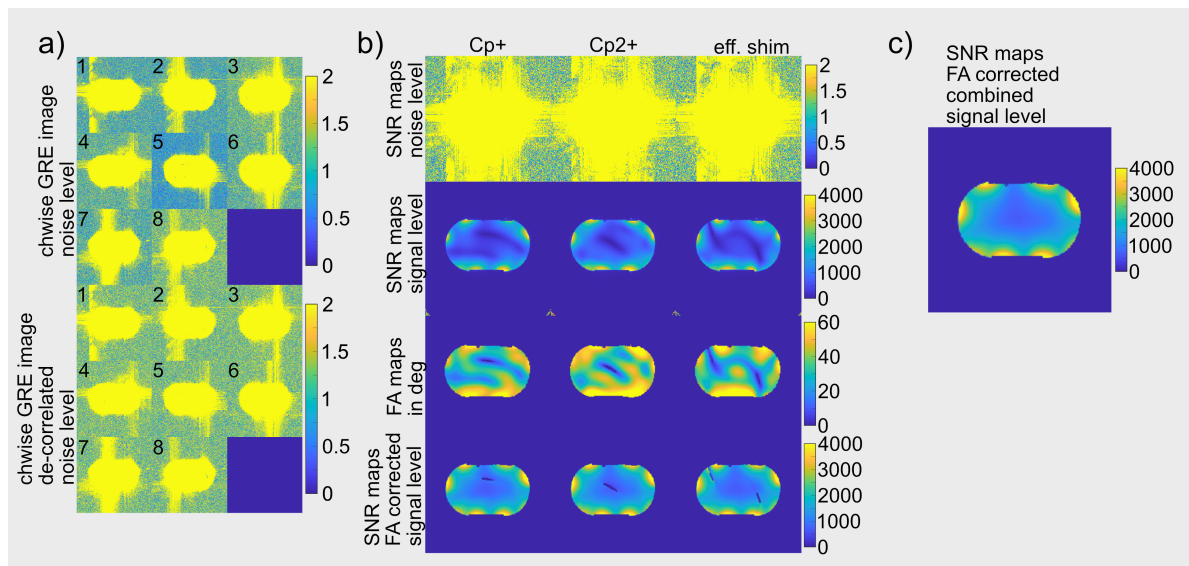 a)
chwise GRE image
noise level
1 2 3
4 5 6
7 8
2
1.5
1
0.5
0
chwise GRE image
de-correlated
noise level
1 2 3
4 5 6
7 8
2
1.5
1
0.5
0
b)
Cp+ Cp2+ eff. shim
SNR maps
noise level
2
1.5
1
0.5
0
SNR maps
signal level
4000
3000
2000
1000
0
FA maps
in deg
60
40
20
0
SNR maps
FA corrected
signal level
4000
3000
2000
1000
0
c)
SNR maps
FA corrected
combined
signal level
4000
3000
2000
1000
0